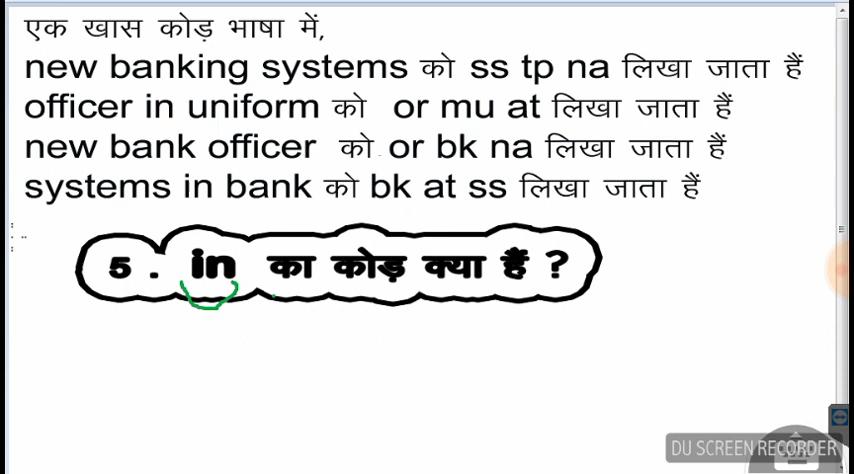 एक खास कोड़ भाषा में,
new banking systems को ss tp na लिखा जाता हैं
officer in uniform को or mu at लिखा जाता हैं
new bank officer को or bk na लिखा जाता हैं
systems in bank को bk at ss लिखा जाता हैं
5 . in का कोड़ क्या हैं ?
DU SCREEN RECORDER